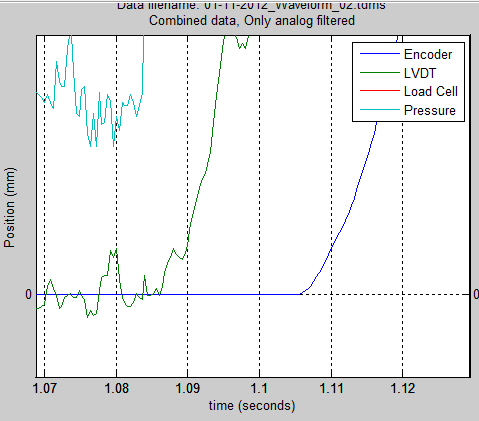 Data filename: 01-11-2012_Waveform_02.tdms
Combined data, Only analog filtered
Encoder
LVDT
Load Cell
Pressure
Position (mm)
0
0
1.07 1.08 1.09 1.1 1.11 1.12
time (seconds)